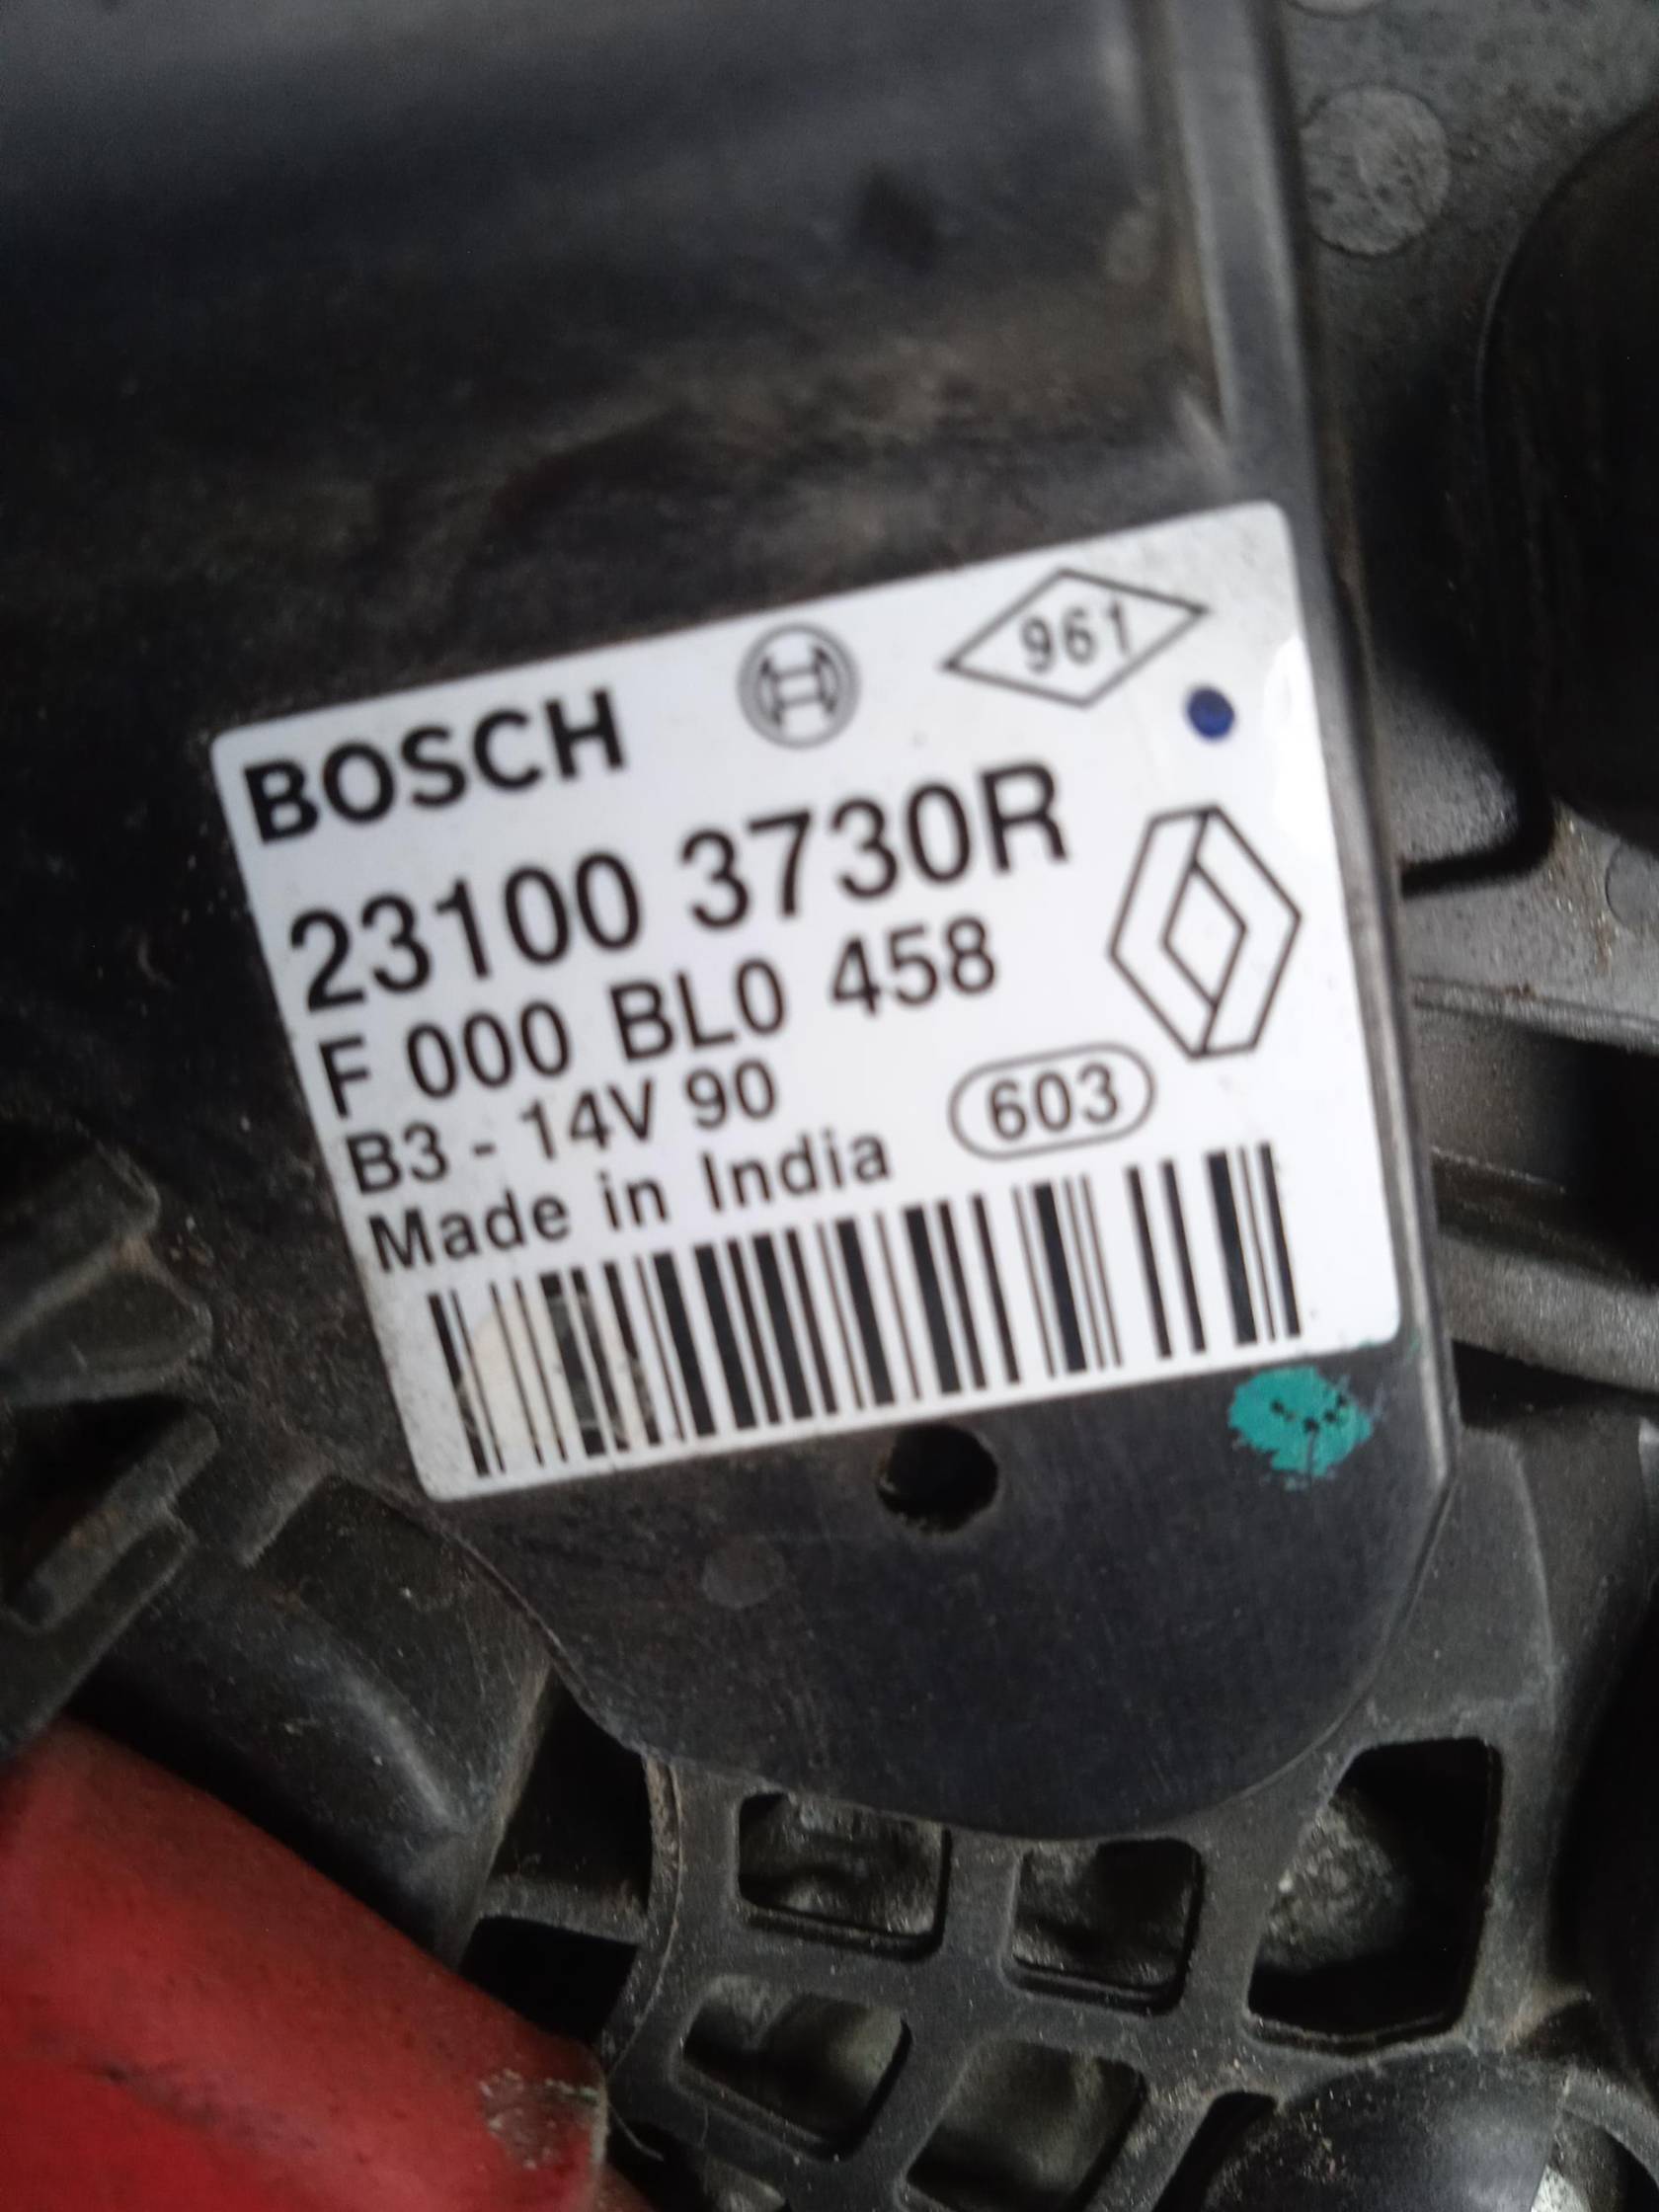 BOSCH 961
23100 3730R
F 000 BL0 458
B3 - 14V 90
603
Made in India